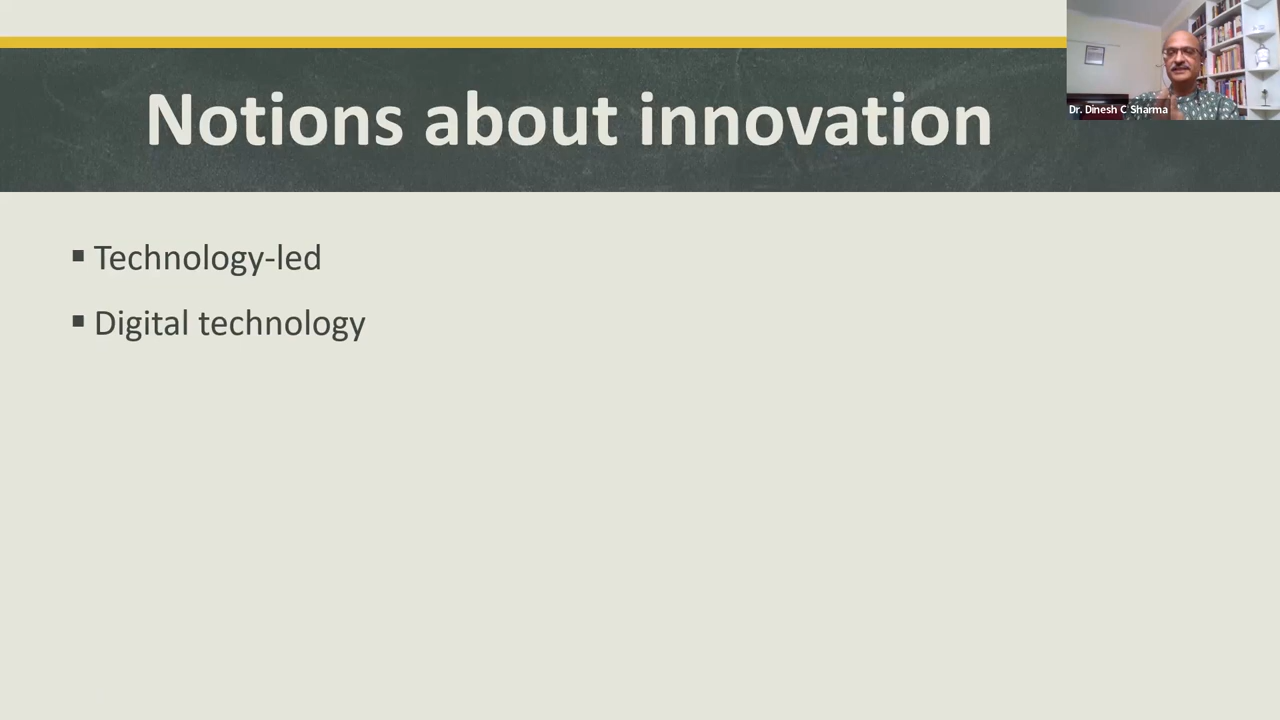 Notions about innovation
Dr. Dinesh C Sharma
▪ Technology-led
▪ Digital technology